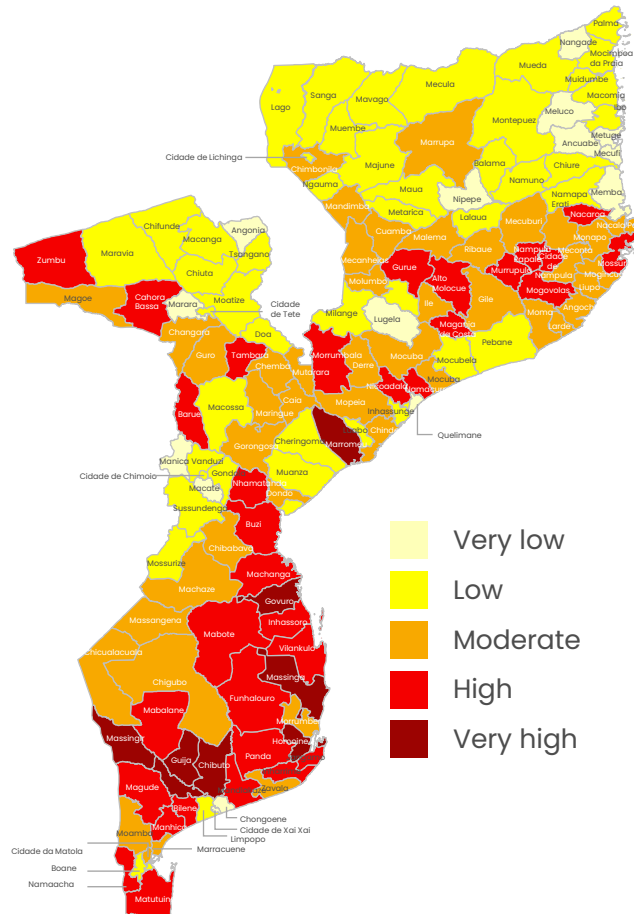 Palma
Nangade
Mocimboa
da Praia
Mueda
Mecula
Muidumbe
Sanga
Mavago
Macomia
Ibo
Lago
Montepuez
Meluco
Muembe
Metuge
Ancuabe
Marrupa
Mecufi
Cidade de Lichinga
Majune
Balama
Chiure
Chimbonila
Ngauma
Maua
Namuno
Memba
Nipepe
Namapa
Erati
Mandimba
Metarica
Lalaua
Nacaroa
Angonia
Chifunde
Mecuburi
Macanga
Cuamba
Malema
Zumbu
Maravia
Tsangano
Ribaue
Monapo
Mecanhelas
Gurue
Alto
Molocue
Murrupula
Cidade de
Nampula
Meconta
Chiuta
Molumbo
Mogovolas
Liupo
Magoe
Cahora
Bassa
Marara
Moatize
Cidade
de Tete
Ile
Gile
Moma
Larde
Milange
Lugela
Maganja
da Costa
Doa
Pebane
Changara
Guro
Tambara
Chemba
Mutarara
Morrumbala
Derre
Mocuba
Mocubela
Mocuba
Nicoadala
Namacurra
Barue
Macossa
Maringue
Caia
Mopeia
Inhassunge
Quelimane
Gorongosa
Cheringoma
Marromeu
Chinde
Manica
Vanduzi
Cidade de Chimoio
Gondola
Macate
Muanza
Nhamatanda
Dondo
Sussundenga
Buzi
Mossurize
Chibabava
Machanga
Machaze
Govuro
Massangena
Mabote
Inhassoro
Vilankulo
Chicualacuala
Massinga
Chigubo
Funhalouro
Mabalane
Morrumbene
Massingir
Homoine
Guija
Chibuto
Panda
Magude
Zavala
Bilene
Chongoene
Moamba
Manhica
Cidade de Xai Xai
Limpopo
Cidade da Matola
Marracuene
Boane
Namaacha
Matutuine
Very low
Low
Moderate
High
Very high